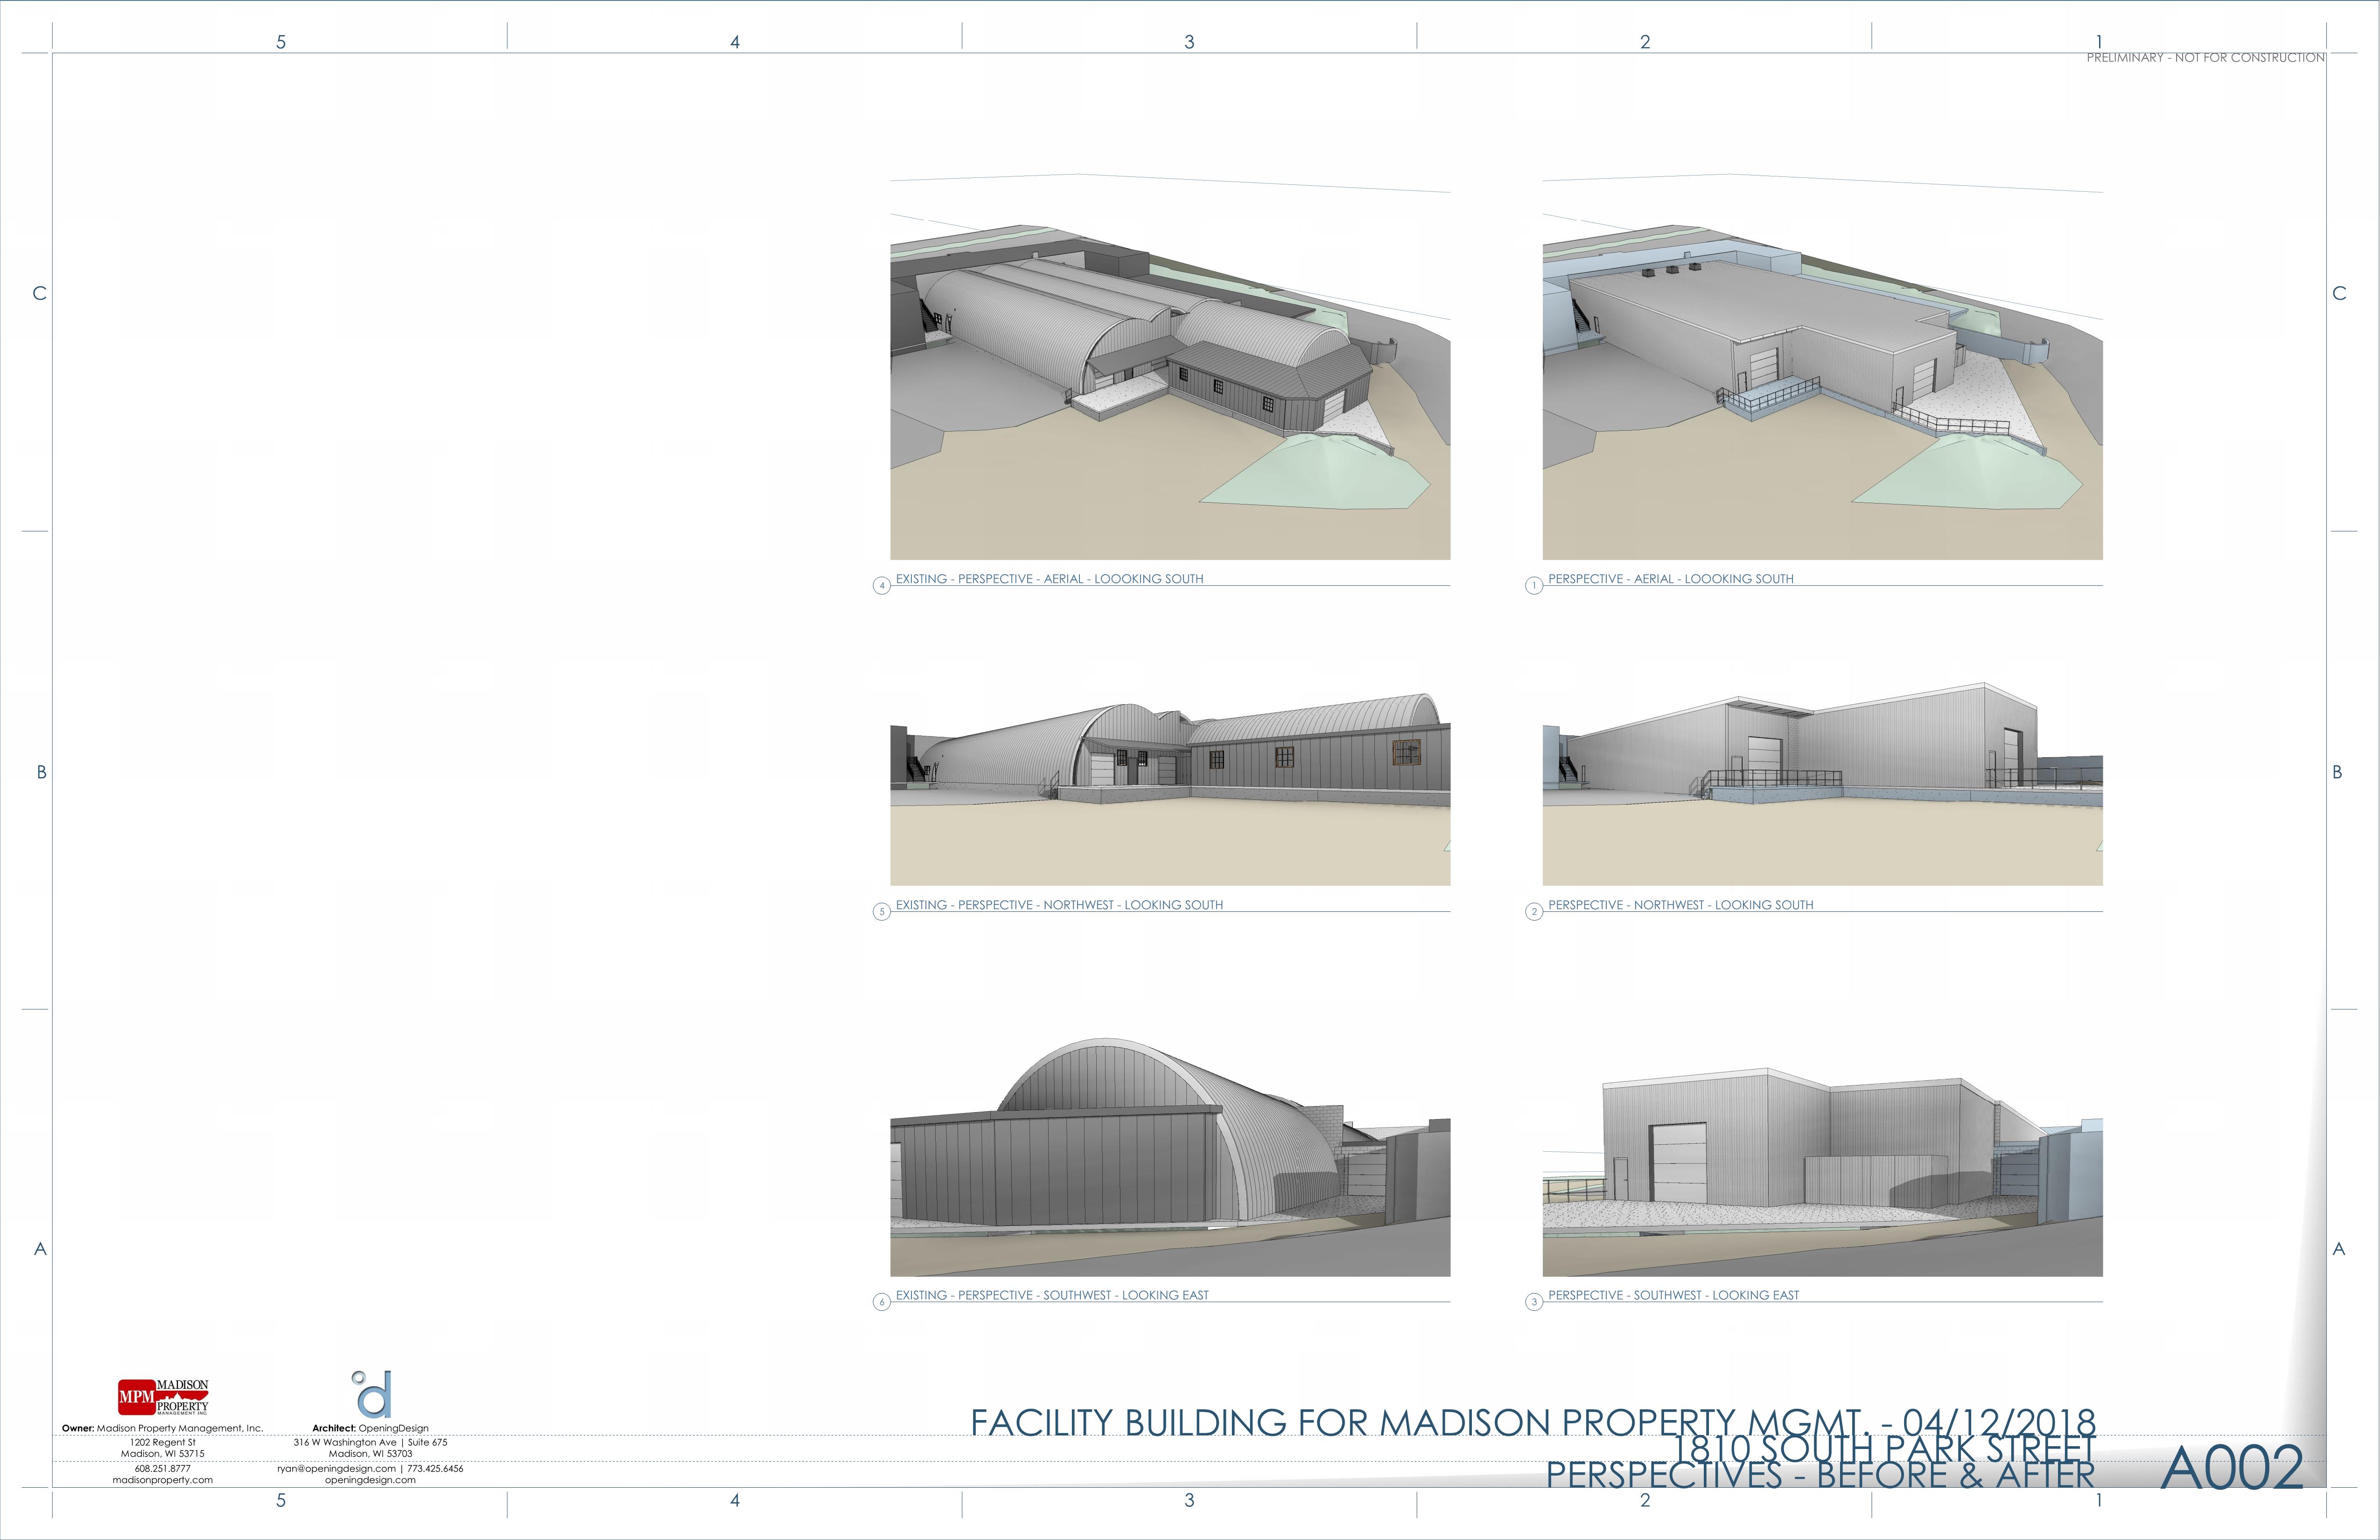 5 4 3 2 1
PRELIMINARY - NOT FOR CONSTRUCTION
C C
4 EXISTING - PERSPECTIVE - AERIAL - LOOOKING SOUTH
1 PERSPECTIVE - AERIAL - LOOOKING SOUTH
B B
5 EXISTING - PERSPECTIVE - NORTHWEST - LOOKING SOUTH
2 PERSPECTIVE - NORTHWEST - LOOKING SOUTH
A A
6 EXISTING - PERSPECTIVE - SOUTHWEST - LOOKING EAST
3 PERSPECTIVE - SOUTHWEST - LOOKING EAST
MPM MADISON
PROPERTY
MANAGEMENT INC
Owner: Madison Property Management, Inc.
1202 Regent St
Madison, WI 53715
608.251.8777
madisonproperty.com
d
Architect: OpeningDesign
316 W Washington Ave | Suite 675
Madison, WI 53703
ryan@openingdesign.com | 773.425.6456
openingdesign.com
FACILITY BUILDING FOR MADISON PROPERTY MGMT. - 04/12/2018
1810 SOUTH PARK STREET
PERSPECTIVES - BEFORE & AFTER
A002
5 4 3 2 1